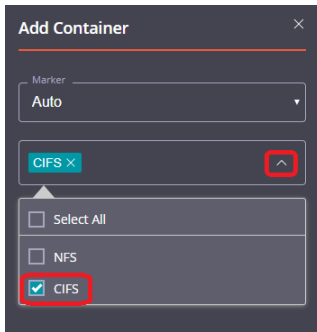 Add Container
Marker
Auto
CIFS ×
Select All
NFS
CIFS